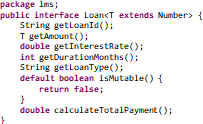 package lms;
public interface Loan<T extends Number> {
    String getLoanId();
    T getAmount();
    double getInterestRate();
    int getDurationMonths();
    String getLoanType();
    default boolean isMutable() {
        return false;
    }
    double calculateTotalPayment();
}